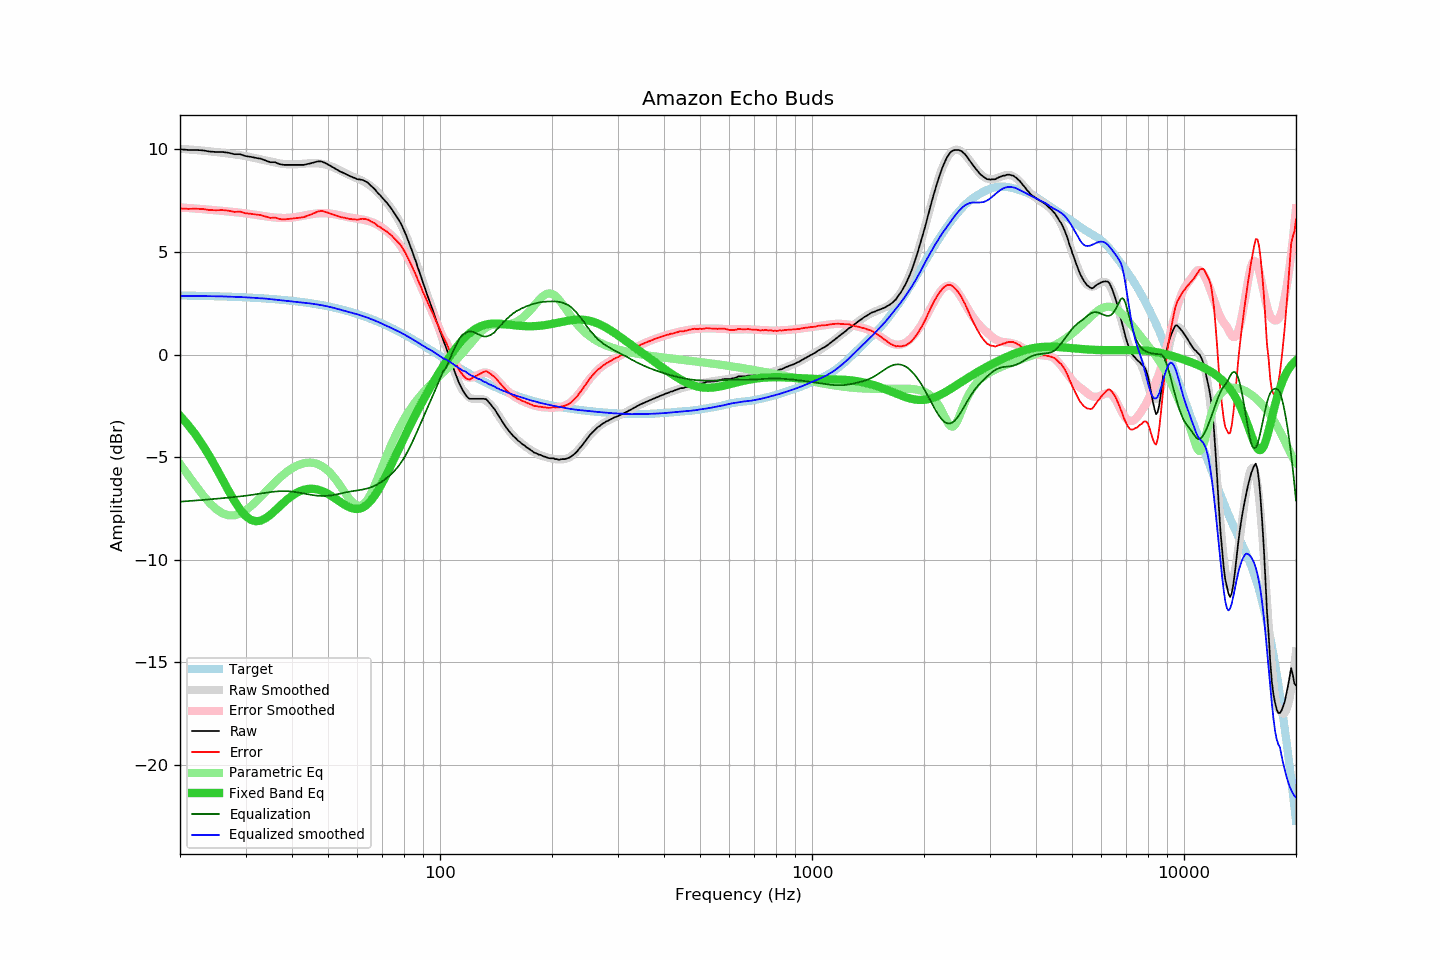 Amazon Echo Buds
Amplitude (dBr)
10
5
0
−5
−10
−15
−20
Target
Raw Smoothed
Error Smoothed
Raw
Error
Parametric Eq
Fixed Band Eq
Equalization
Equalized smoothed
100
1000
10000
Frequency (Hz)